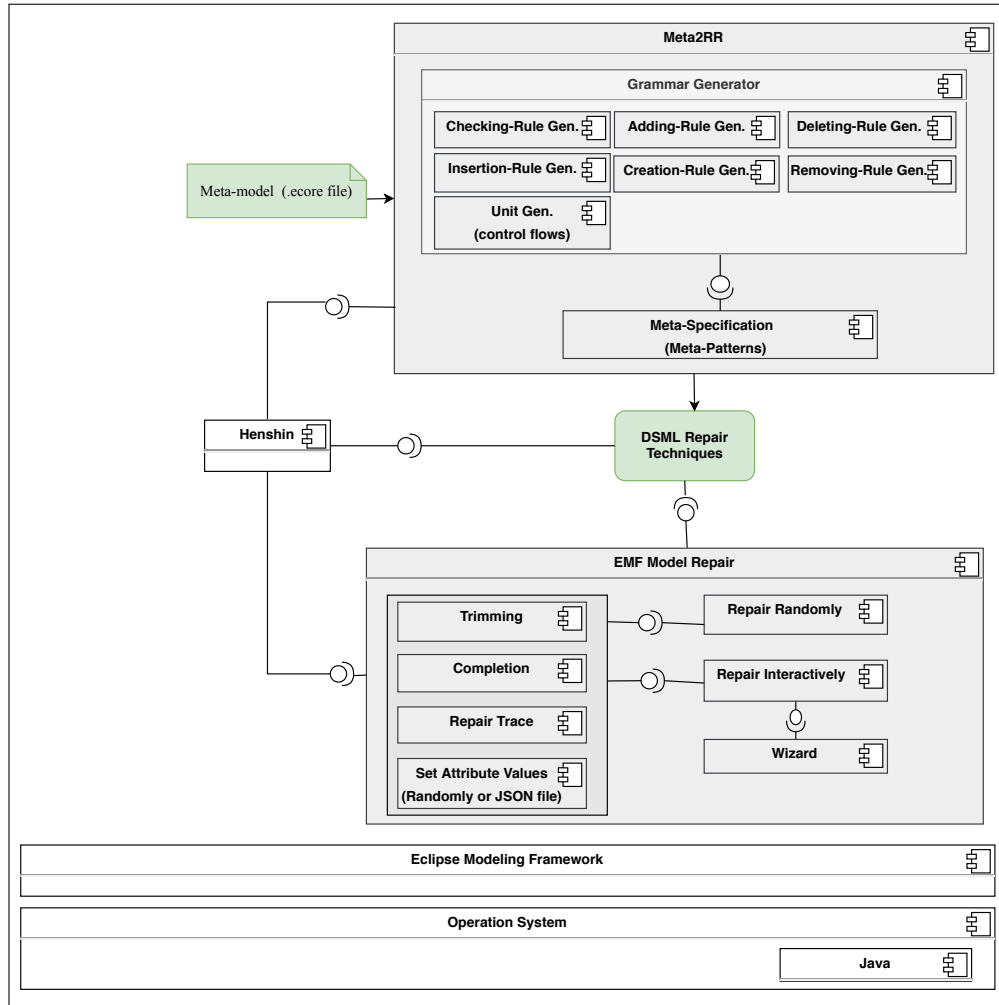 Meta2RR
Grammar Generator
Checking-Rule Gen.
Adding-Rule Gen.
Deleting-Rule Gen.
Insertion-Rule Gen.
Creation-Rule Gen.
Removing-Rule Gen.
Unit Gen.
(control flows)
Meta-model (.ecore file)
Meta-Specification
(Meta-Patterns)
Henshin
DSML Repair
Techniques
EMF Model Repair
Trimming
Completion
Repair Trace
Set Attribute Values
(Randomly or JSON file)
Repair Randomly
Repair Interactively
Wizard
Eclipse Modeling Framework
Operation System
Java